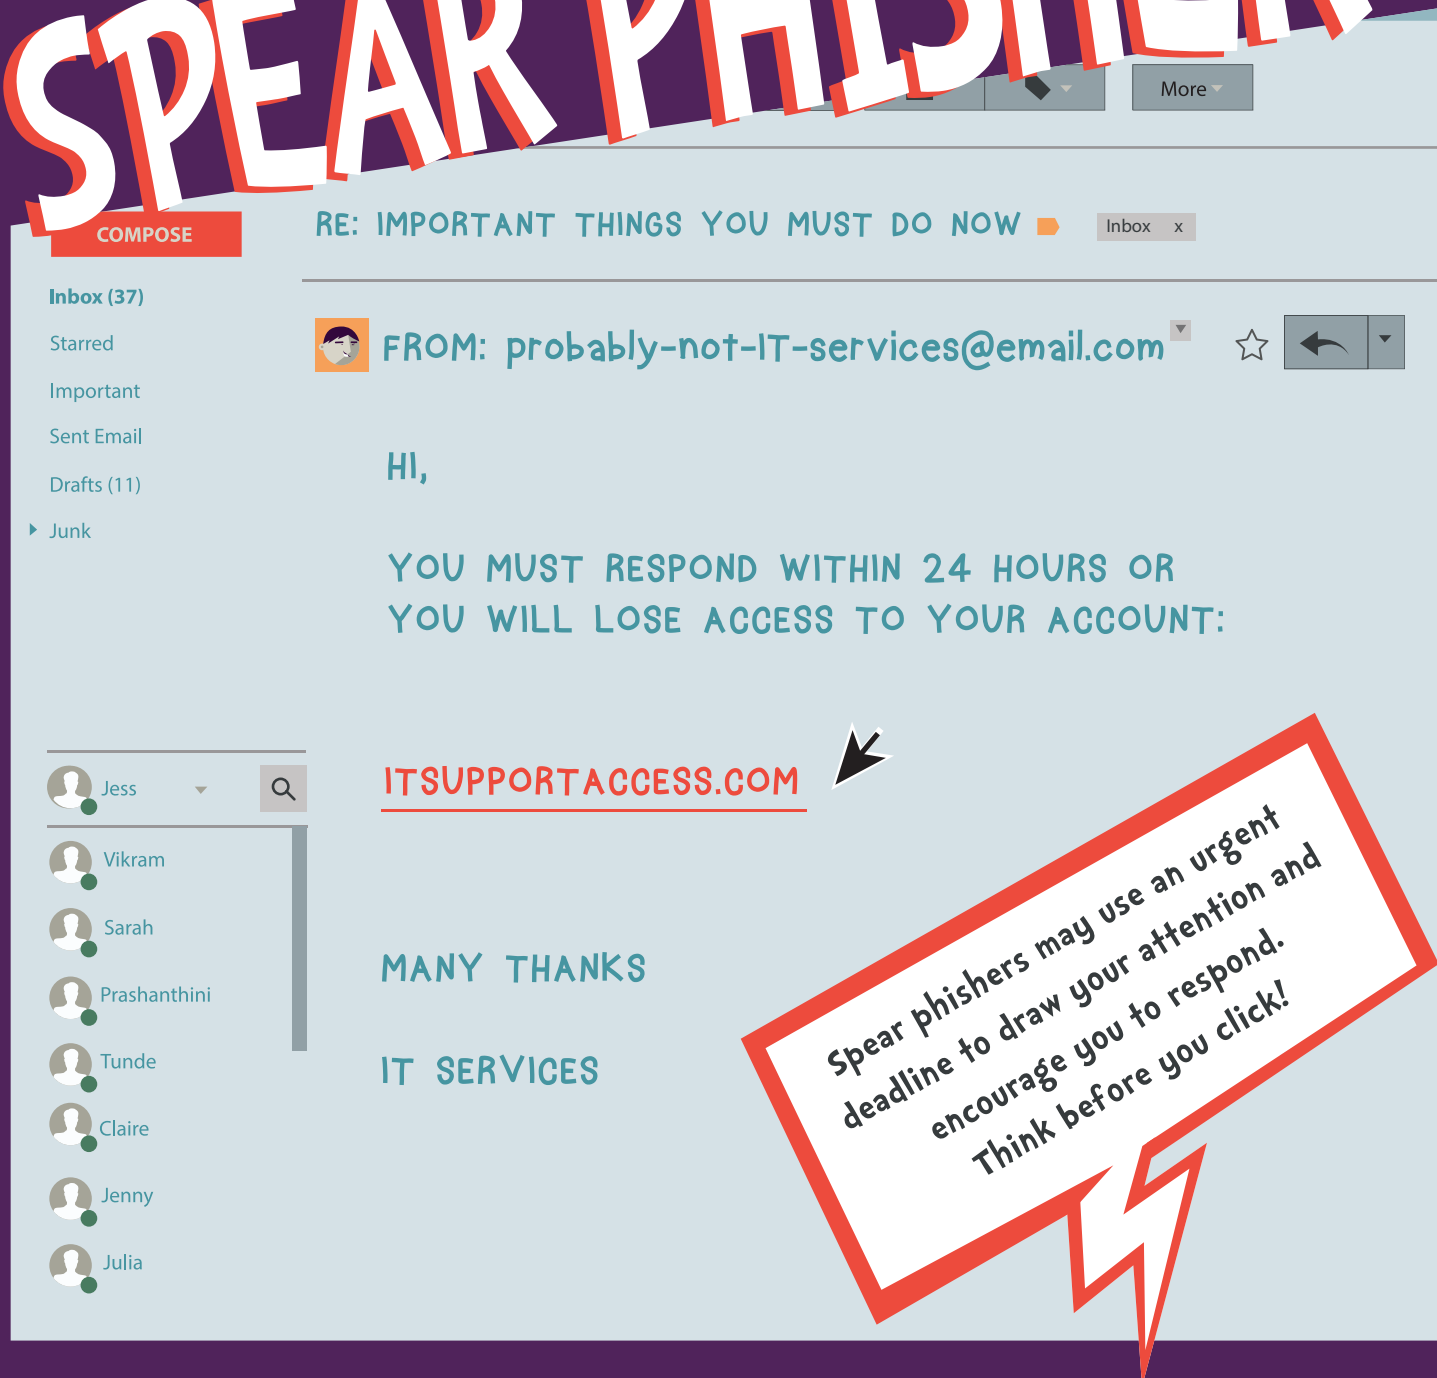 SPEAR PHISHER
More
COMPOSE
RE: IMPORTANT THINGS YOU MUST DO NOW
Inbox x
Inbox (37)
Starred
Important
Sent Email
Drafts (11)
Junk
FROM: probably-not-IT-services@email.com
HI,
YOU MUST RESPOND WITHIN 24 HOURS OR
YOU WILL LOSE ACCESS TO YOUR ACCOUNT:
ITSUPPORTACCESS.COM
MANY THANKS
IT SERVICES
Jess
Vikram
Sarah
Prashanthini
Tunde
Claire
Jenny
Julia
Spear phishers may use an urgent
deadline to draw your attention and
encourage you to respond.
Think before you click!